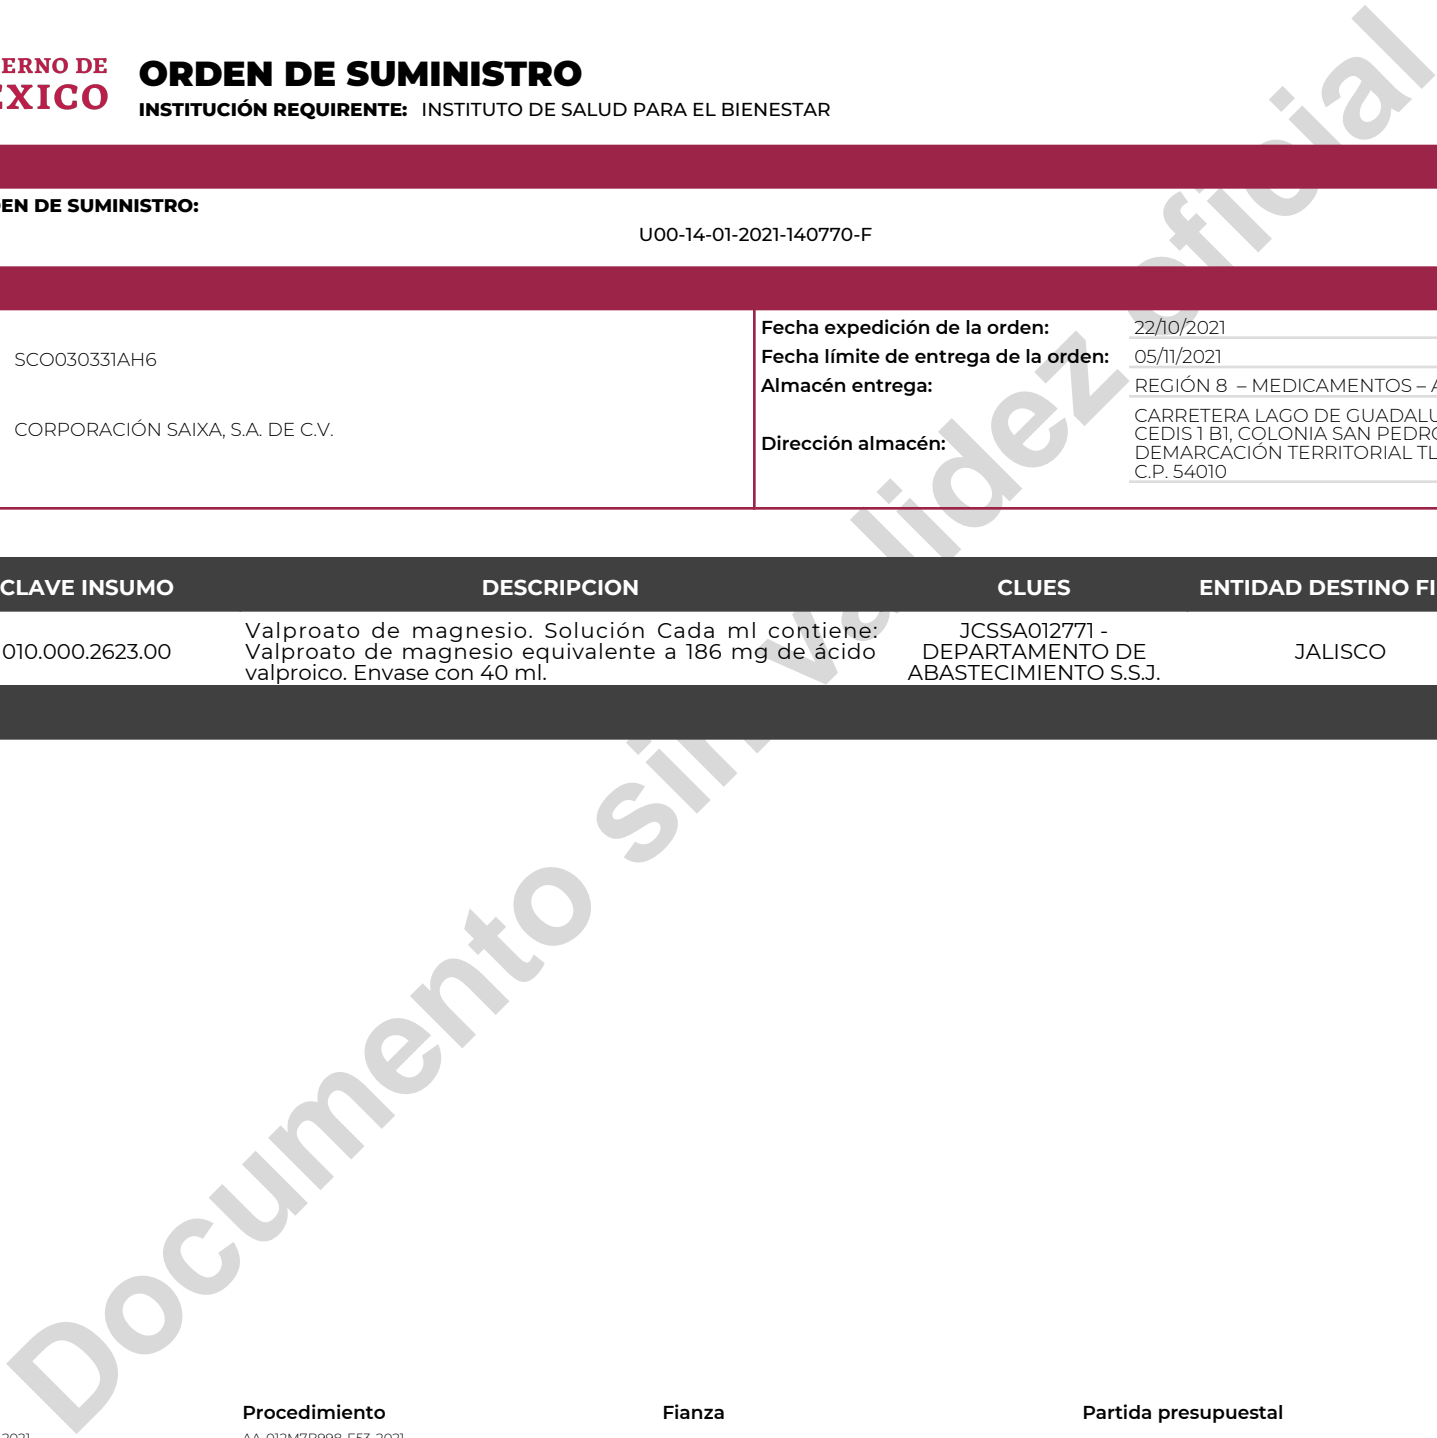 ERNO DE
ÉXICO
ORDEN DE SUMINISTRO
INSTITUCIÓN REQUIRENTE: INSTITUTO DE SALUD PARA EL BIENESTAR
EN DE SUMINISTRO:
U00-14-01-2021-140770-F
SCO030331AH6
CORPORACIÓN SAIXA, S.A. DE C.V.
Fecha expedición de la orden: 22/10/2021
Fecha límite de entrega de la orden: 05/11/2021
Almacén entrega: REGIÓN 8 – MEDICAMENTOS – A
Dirección almacén:
CARRETERA LAGO DE GUADALU
CEDIS 1 B1, COLONIA SAN PEDRO
DEMARCACIÓN TERRITORIAL TL
C.P. 54010
CLAVE INSUMO DESCRIPCION CLUES ENTIDAD DESTINO FI
010.000.2623.00
Valproato de magnesio. Solución Cada ml contiene:
Valproato de magnesio equivalente a 186 mg de ácido
valproico. Envase con 40 ml.
JCSSA012771 -
DEPARTAMENTO DE
ABASTECIMIENTO S.S.J.
JALISCO
Documento sin validez oficial
Procedimiento Fianza Partida presupuestal